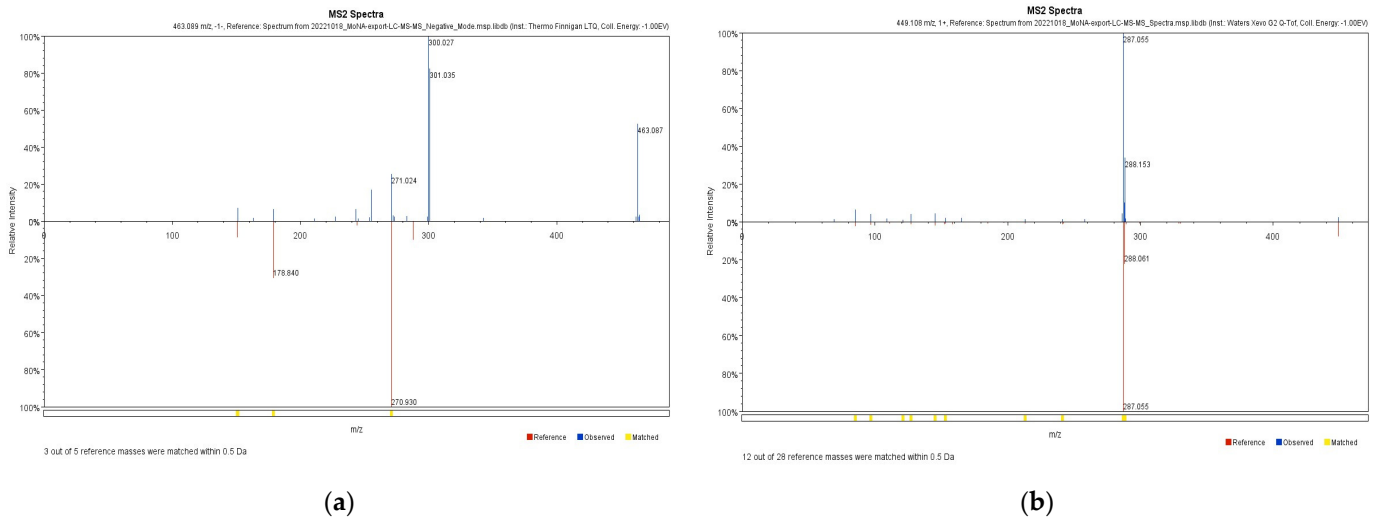 MS2 Spectra
463.089 m/z, -1-, Reference: Spectrum from 20221018_MoNA-export-LC-MS-MS_Negative_Mode.msp.libdb (Inst.: Thermo Finnigan LTQ, Coll. Energy: -1.00EV)
100%
80%
60%
40%
20%
0%
20%
40%
60%
80%
100%
Relative Intensity
300.027
301.035
463.087
271.024
100
200
300
400
178.840
270.930
m/z
Reference
Observed
Matched
3 out of 5 reference masses were matched within 0.5 Da
(a)
MS2 Spectra
449.108 m/z, 1+, Reference: Spectrum from 20221018_MoNA-export-LC-MS-MS_Spectra.msp.libdb (Inst.: Waters Xevo G2 Q-Tof, Coll. Energy: -1.00EV)
100%
80%
60%
40%
20%
0%
20%
40%
60%
80%
100%
Relative Intensity
287.055
288.153
0
100
200
300
400
288.061
287.055
m/z
Reference
Observed
Matched
12 out of 28 reference masses were matched within 0.5 Da
(b)